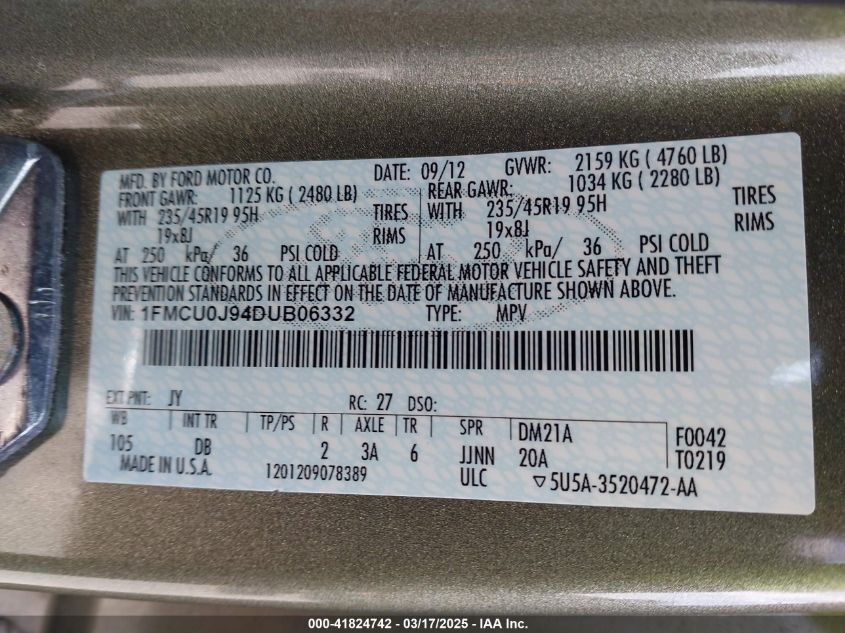 MFD. BY FORD MOTOR CO. DATE: 09/12 GVWR: 2159 KG ( 4760 LB)
FRONT GAWR: 1125 KG ( 2480 LB) REAR GAWR: 1034 KG ( 2280 LB)
WITH 235/45R19 95H TIRES WITH 235/45R19 95H TIRES
19x8J RIMS 19x8J RIMS
AT 250 kPa/ 36 PSI COLD AT 250 kPa/ 36 PSI COLD
THIS VEHICLE CONFORMS TO ALL APPLICABLE FEDERAL MOTOR VEHICLE SAFETY AND THEFT
PREVENTION STANDARDS IN EFFECT ON THE DATE OF MANUFACTURE SHOWN ABOVE.
VIN: 1FMCU0J94DUB06332 TYPE: MPV
EXT PNT: JY RC: 27 DSO:
WB INT TR TP/PS R AXLE TR SPR DM21A F0042
105 DB 2 3A 6 JJNN 20A T0219
MADE IN U.S.A. 1201209078389 ULC ▽5U5A-3520472-AA
000-41824742 - 03/17/2025 - IAA Inc.